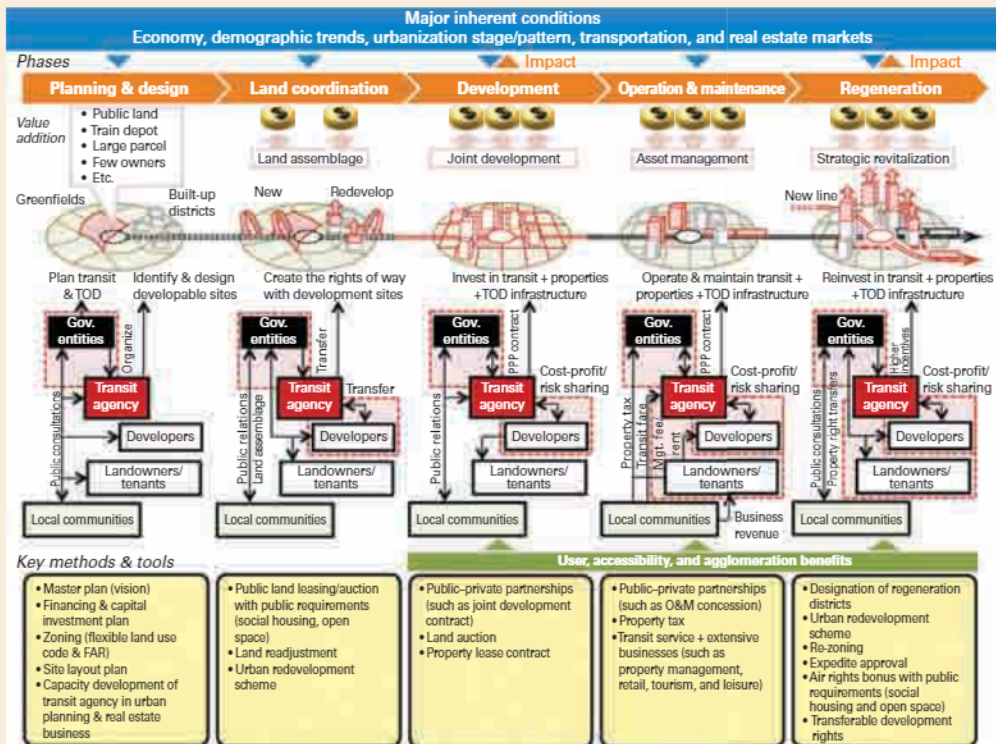 Major inherent conditions
Economy, demographic trends, urbanization stage/pattern, transportation, and real estate markets
Phases
Impact
Impact
Planning & design
Land coordination
Development
Operation & maintenance
Regeneration
Value
addition
• Public land
• Train depot
• Large parcel
• Few owners
• Etc.
$
$
$
$
$
$
$
$
$
$
$
Land assemblage
Joint development
Asset management
Strategic revitalization
Greenfields
Built-up
districts
New
Redevelop
New line
Plan transit
& TOD
Identify & design
developable sites
Create the rights of way
with development sites
Invest in transit + properties
+TOD infrastructure
Operate & maintain transit +
properties +TOD infrastructure
Reinvest in transit + properties
+TOD infrastructure
Gov.
entities
Organize
Transit
agency
Public consultations
Developers
Landowners/
tenants
Local communities
Gov.
entities
Transfer
Transit
agency
Transfer
Public relations
Land assemblage
Developers
Landowners/
tenants
Local communities
Gov.
entities
PPP contract
Cost-profit/
risk sharing
Transit
agency
Public relations
Developers
Landowners/
tenants
Local communities
Gov.
entities
PPP contract
Cost-profit/
risk sharing
Transit
agency
Property tax
Transit fare
Mgt. fee,
rent
Developers
Landowners/
tenants
Local communities
Business
revenue
Gov.
entities
Higher
incentives
Cost-profit/
risk sharing
Transit
agency
Public consultations
Property right transfers
Developers
Landowners/
tenants
Local communities
Key methods & tools
User, accessibility, and agglomeration benefits
• Master plan (vision)
• Financing & capital
investment plan
• Zoning (flexible land use
code & FAR)
• Site layout plan
• Capacity development of
transit agency in urban
planning & real estate
business
• Public land leasing/auction
with public requirements
(social housing, open
space)
• Land readjustment
• Urban redevelopment
scheme
• Public–private partnerships
(such as joint development
contract)
• Land auction
• Property lease contract
• Public–private partnerships
(such as O&M concession)
• Property tax
• Transit service + extensive
businesses (such as
property management,
retail, tourism, and leisure)
• Designation of regeneration
districts
• Urban redevelopment
scheme
• Re-zoning
• Expedite approval
• Air rights bonus with public
requirements (social
housing and open space)
• Transferable development
rights